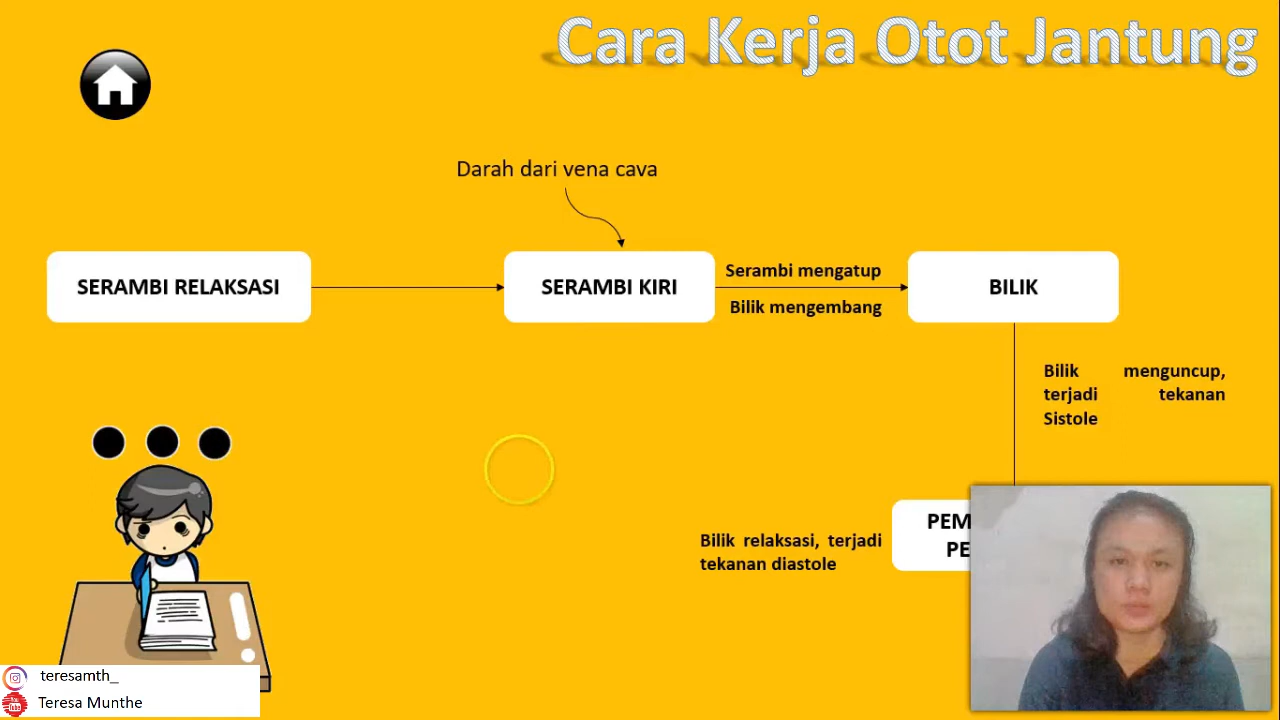 Cara Kerja Otot Jantung
Darah dari vena cava
SERAMBI RELAKSASI
SERAMBI KIRI
Serambi mengatup
Bilik mengembang
BILIK
Bilik menguncup,
terjadi tekanan
Sistole
Bilik relaksasi, terjadi
tekanan diastole
teresamth_
Teresa Munthe